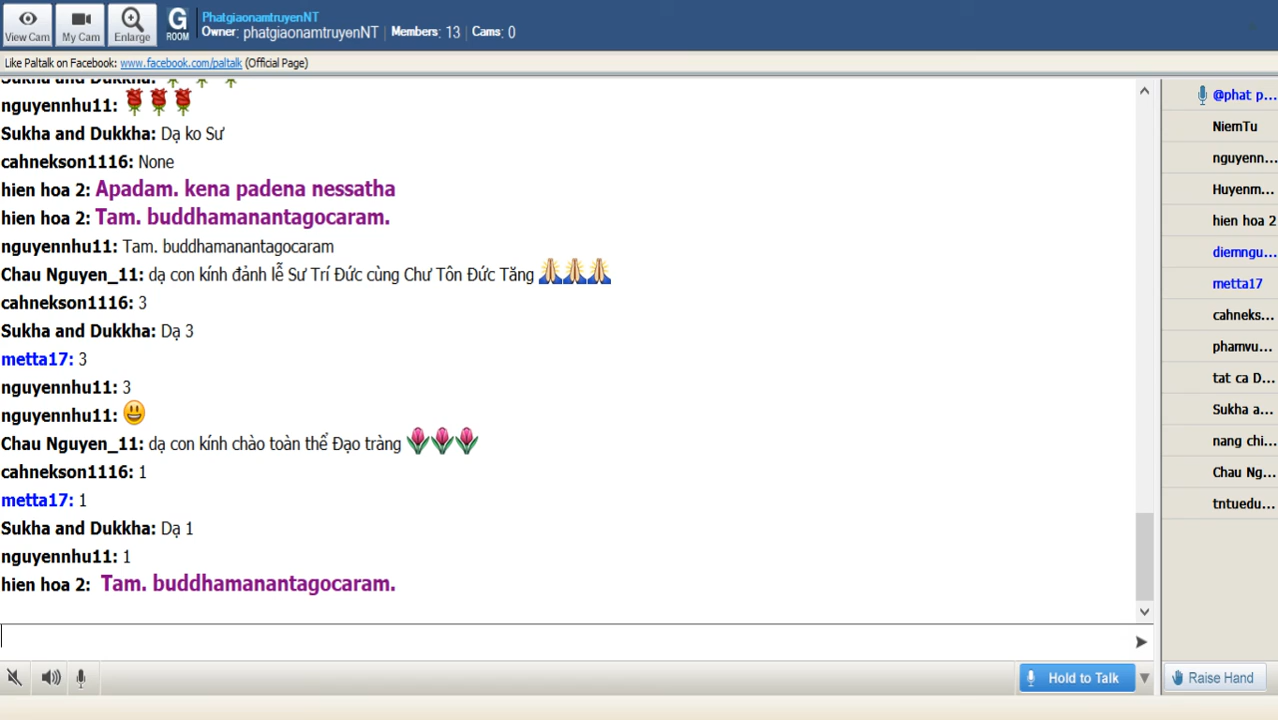 View Cam
My Cam
Enlarge
G
ROOM
PhatgiaonamtruyenNT
Owner: phatgiaonamtruyenNT Members: 13 Cams: 0
Like Paltalk on Facebook: www.facebook.com/paltalk (Official Page)
Sukha and Dukkha:
nguyennhu11:
Sukha and Dukkha: Dạ ko Sư
cahnekson1116: None
hien hoa 2: Apadam. kena padena nessatha
hien hoa 2: Tam. buddhamanantagocaram.
nguyennhu11: Tam. buddhamanantagocaram
Chau Nguyen_11: dạ con kính đảnh lễ Sư Trí Đức cùng Chư Tôn Đức Tăng
cahnekson1116: 3
Sukha and Dukkha: Dạ 3
metta17: 3
nguyennhu11: 3
nguyennhu11:
Chau Nguyen_11: dạ con kính chào toàn thể Đạo tràng
cahnekson1116: 1
metta17: 1
Sukha and Dukkha: Dạ 1
nguyennhu11: 1
hien hoa 2: Tam. buddhamanantagocaram.
@phat p...
NiemTu
nguyenn...
Huyenm...
hien hoa 2
diemngu...
metta17
cahneks...
phamvu...
tat ca D...
Sukha a...
nang chi...
Chau Ng...
tntuedu...
Hold to Talk
Raise Hand